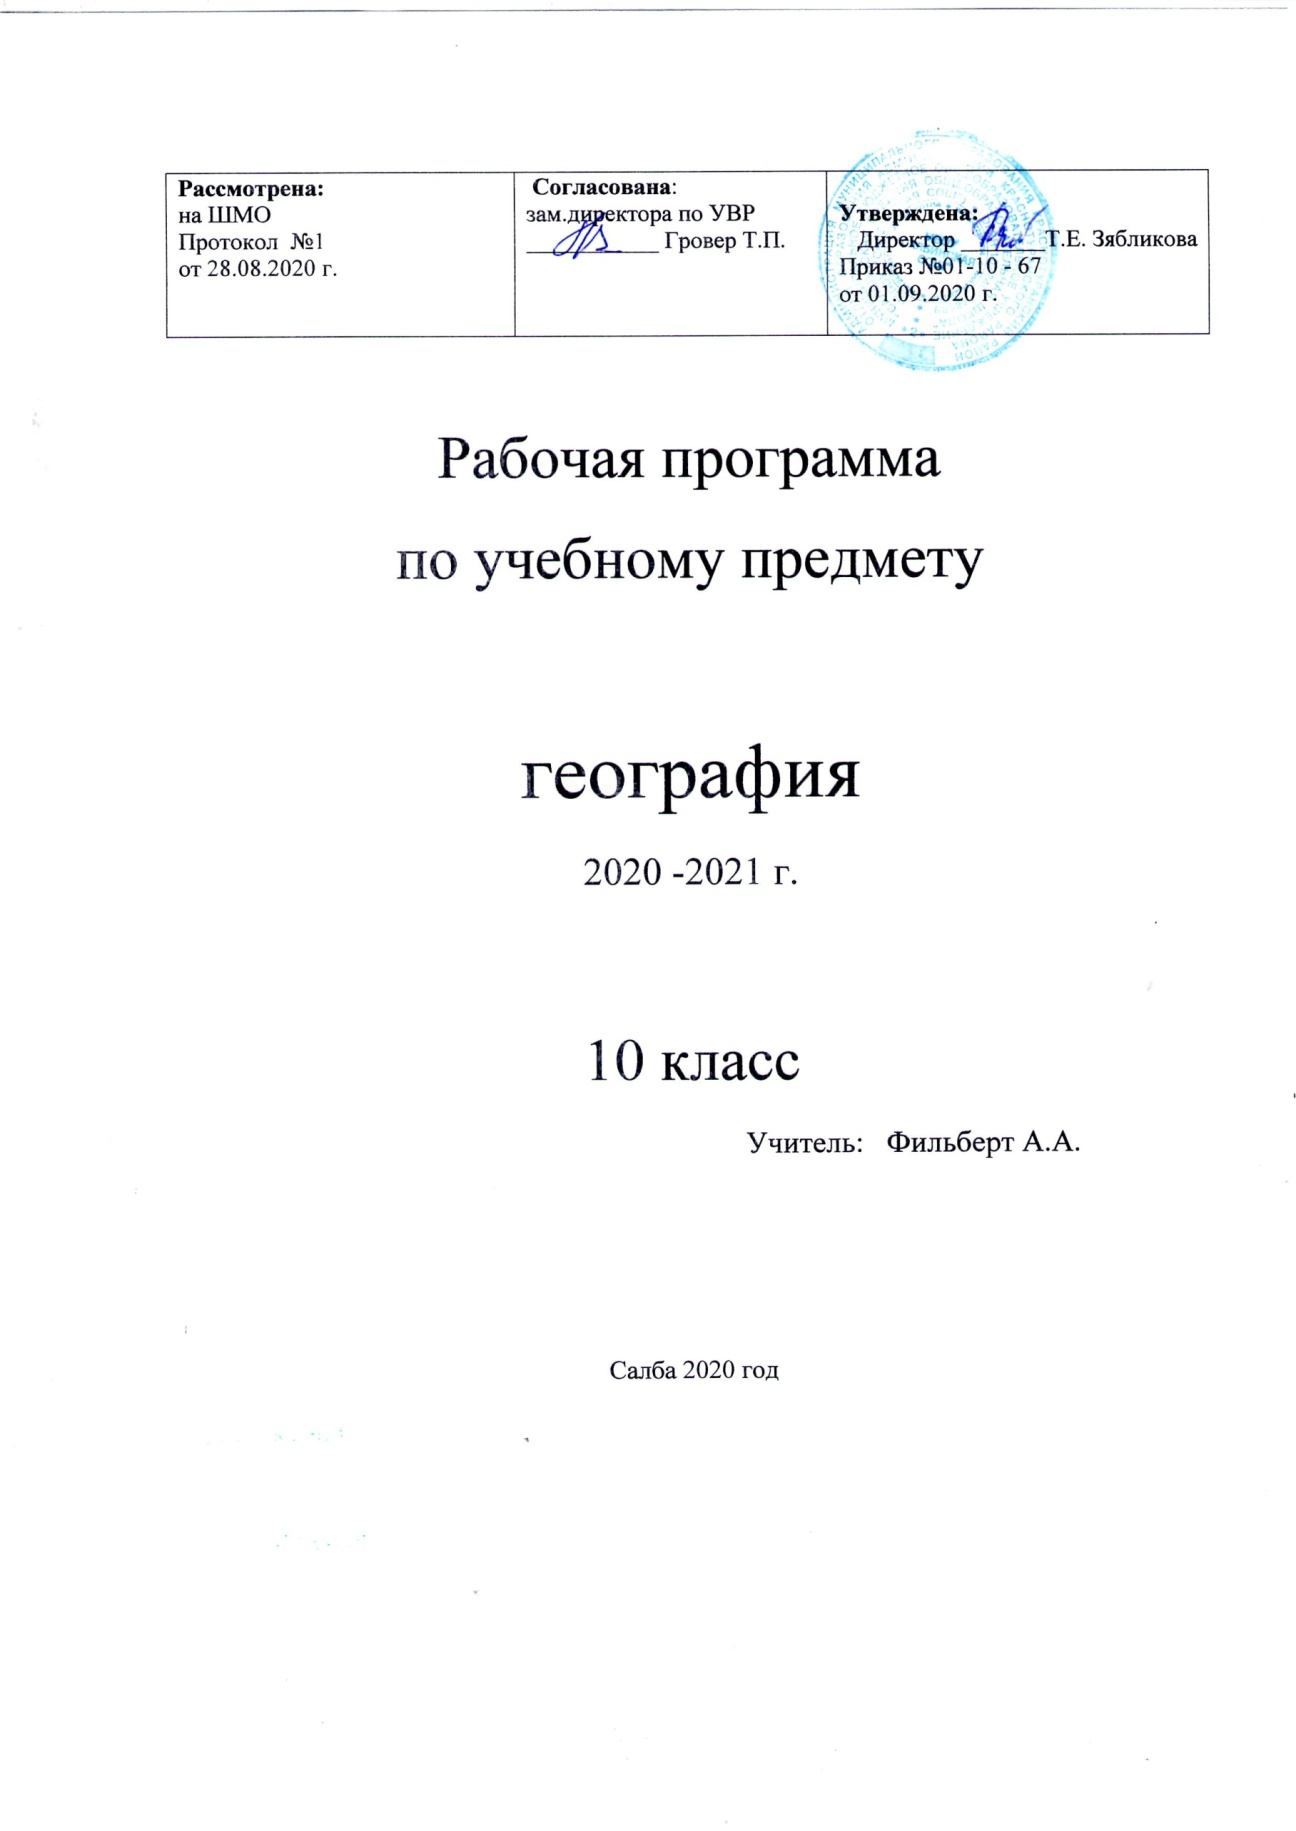 Рассмотрена:
на ШМО
Протокол №1
от 28.08.2020 г.
Согласована:
зам.директора по УВР
___________ Гровер Т.П.
Утверждена:
Директор _______Т.Е. Зябликова
Приказ №01-10 - 67
от 01.09.2020 г.
Рабочая программа
по учебному предмету
география
2020 -2021 г.
10 класс
Учитель: Фильберт А.А.
Салба 2020 год